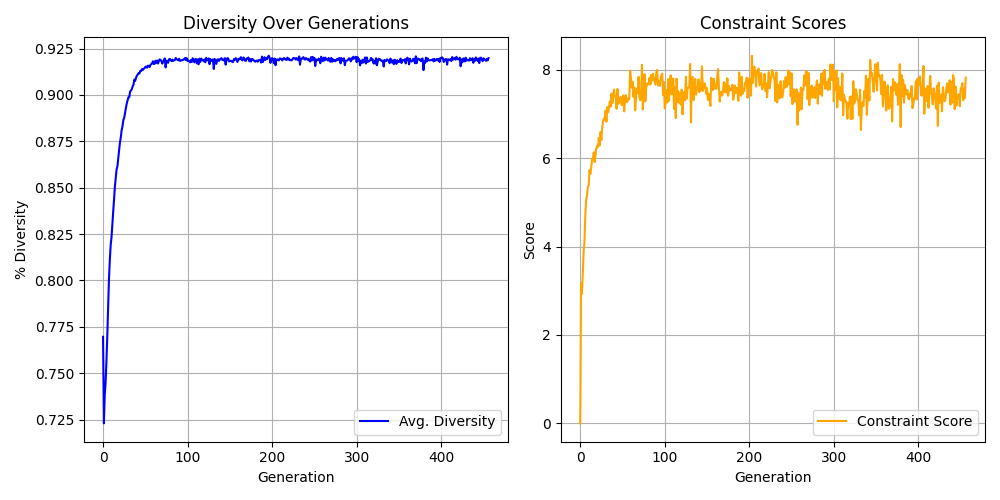 Diversity Over Generations
% Diversity
0.925
0.900
0.875
0.850
0.825
0.800
0.775
0.750
0.725
0 100 200 300 400
Generation
Avg. Diversity
Constraint Scores
Score
8
6
4
2
0
0 100 200 300 400
Generation
Constraint Score